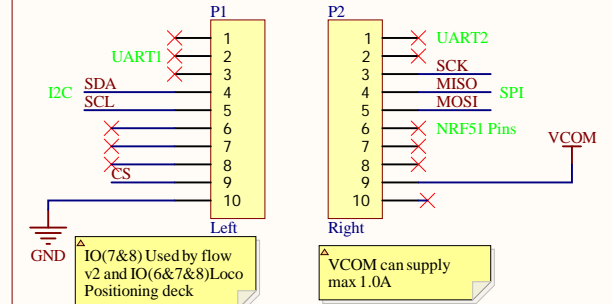 P1
P2
1
2
3
4
5
6
7
8
9
10
1
2
3
4
5
6
7
8
9
10
UART1
I2C
SDA
SCL
CS
GND
Left
UART2
SCK
MISO
MOSI
SPI
NRF51 Pins
VCOM
Right
IO(7&8) Used by flow
v2 and IO(6&7&8)Loco
Positioning deck
VCOM can supply
max 1.0A